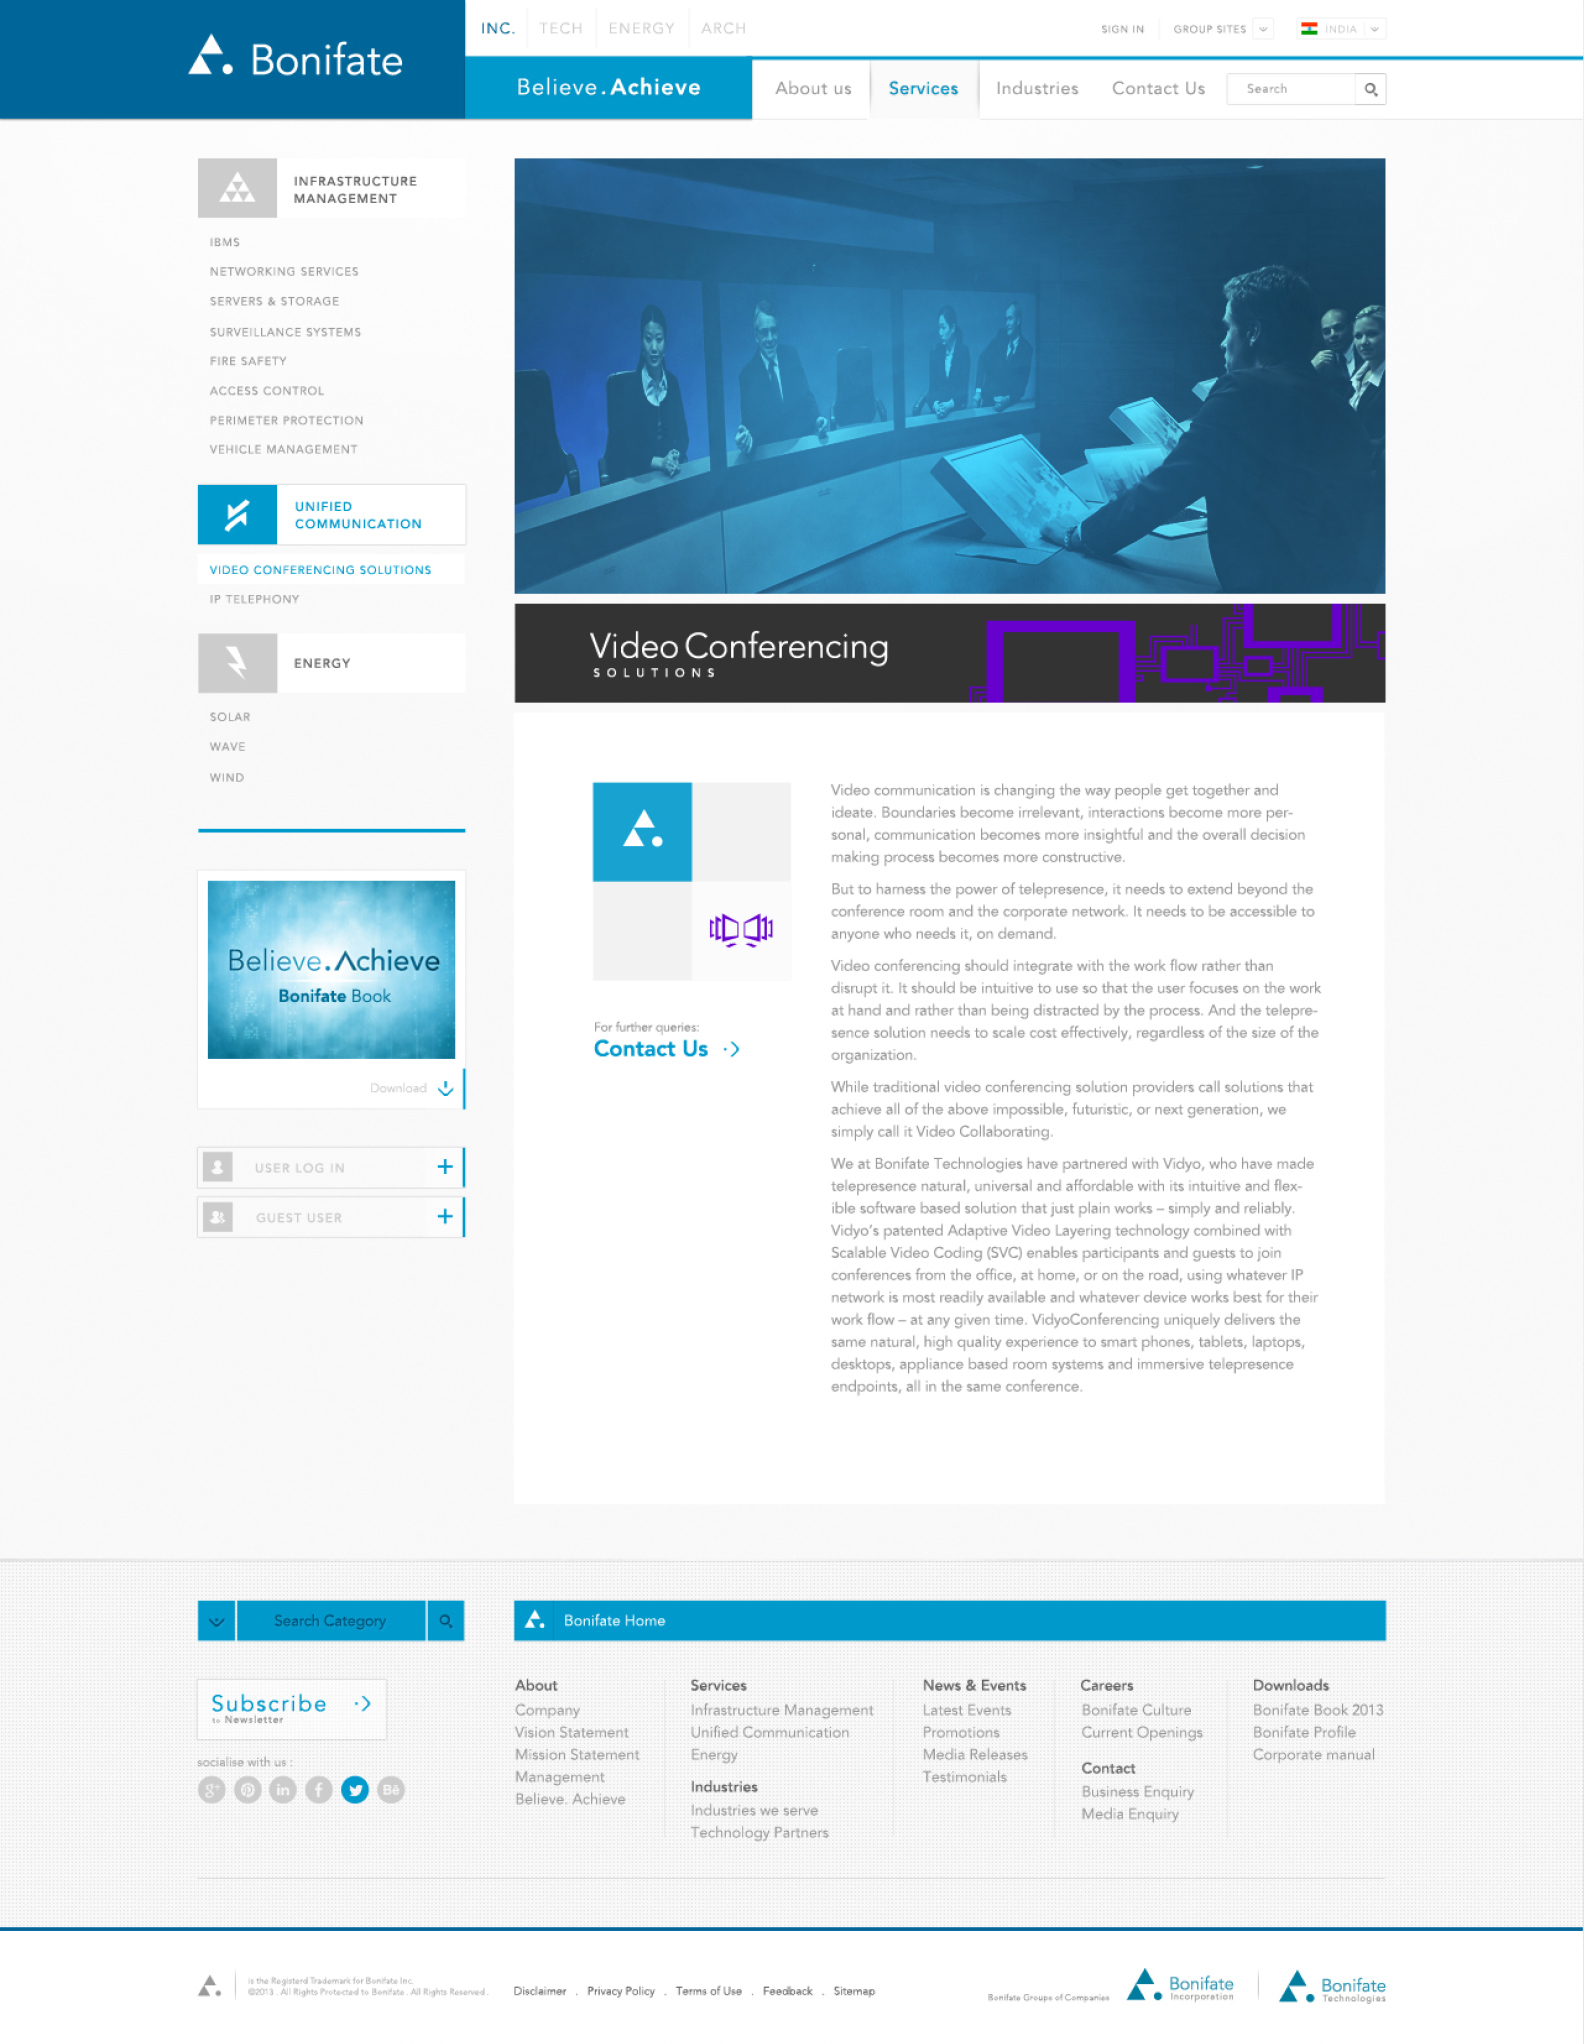 Bonifate
INC.
TECH
ENERGY
ARCH
SIGN IN
GROUP SITES
INDIA
Believe.Achieve
About us
Services
Industries
Contact Us
Search
INFRASTRUCTURE
MANAGEMENT
IBMS
NETWORKING SERVICES
SERVERS & STORAGE
SURVEILLANCE SYSTEMS
FIRE SAFETY
ACCESS CONTROL
PERIMETER PROTECTION
VEHICLE MANAGEMENT
UNIFIED
COMMUNICATION
VIDEO CONFERENCING SOLUTIONS
IP TELEPHONY
ENERGY
SOLAR
WAVE
WIND
Believe.Achieve
Bonifate Book
Download
USER LOG IN
GUEST USER
Video Conferencing
SOLUTIONS
For further queries:
Contact Us
Video communication is changing the way people get together and
ideate. Boundaries become irrelevant, interactions become more per-
sonal, communication becomes more insightful and the overall decision
making process becomes more constructive.
But to harness the power of telepresence, it needs to extend beyond the
conference room and the corporate network. It needs to be accessible to
anyone who needs it, on demand.
Video conferencing should integrate with the work flow rather than
disrupt it. It should be intuitive to use so that the user focuses on the work
at hand and rather than being distracted by the process. And the telepre-
sence solution needs to scale cost effectively, regardless of the size of the
organization.
While traditional video conferencing solution providers call solutions that
achieve all of the above impossible, futuristic, or next generation, we
simply call it Video Collaborating.
We at Bonifate Technologies have partnered with Vidyo, who have made
telepresence natural, universal and affordable with its intuitive and flex-
ible software based solution that just plain works – simply and reliably.
Vidyo's patented Adaptive Video Layering technology combined with
Scalable Video Coding (SVC) enables participants and guests to join
conferences from the office, at home, or on the road, using whatever IP
network is most readily available and whatever device works best for their
work flow – at any given time. VidyoConferencing uniquely delivers the
same natural, high quality experience to smart phones, tablets, laptops,
desktops, appliance based room systems and immersive telepresence
endpoints, all in the same conference.
Search Category
Bonifate Home
Subscribe
to Newsletter
socialise with us :
g+
in
f
Bē
About
Company
Vision Statement
Mission Statement
Management
Believe. Achieve
Services
Infrastructure Management
Unified Communication
Energy
Industries
Industries we serve
Technology Partners
News & Events
Latest Events
Promotions
Media Releases
Testimonials
Careers
Bonifate Culture
Current Openings
Contact
Business Enquiry
Media Enquiry
Downloads
Bonifate Book 2013
Bonifate Profile
Corporate manual
is the Registerd Trademark for Bonifate Inc.
©2013 . All Rights Protected to Bonifate . All Rights Reserved .
Disclaimer . Privacy Policy . Terms of Use . Feedback . Sitemap
Bonifate Groups of Companies
Bonifate
Incorporation
Bonifate
Technologies